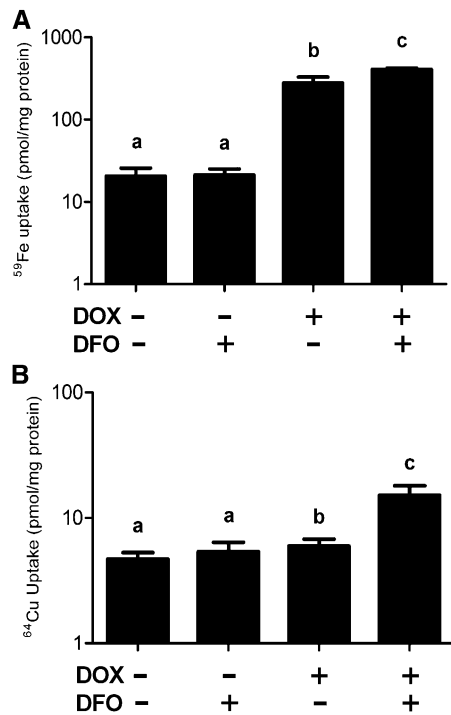 A
1000
100
10
1
⁵⁹Fe uptake (pmol/mg protein)
a a b c
DOX − − + +
DFO − + − +
B
100
10
1
⁶⁴Cu Uptake (pmol/mg protein)
a a b c
DOX − − + +
DFO − + − +